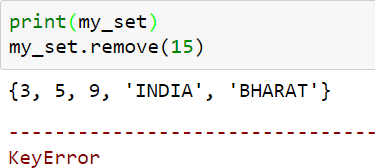 print(my_set)
my_set.remove(15)
{3, 5, 9, 'INDIA', 'BHARAT'}
---------------------------------
KeyError